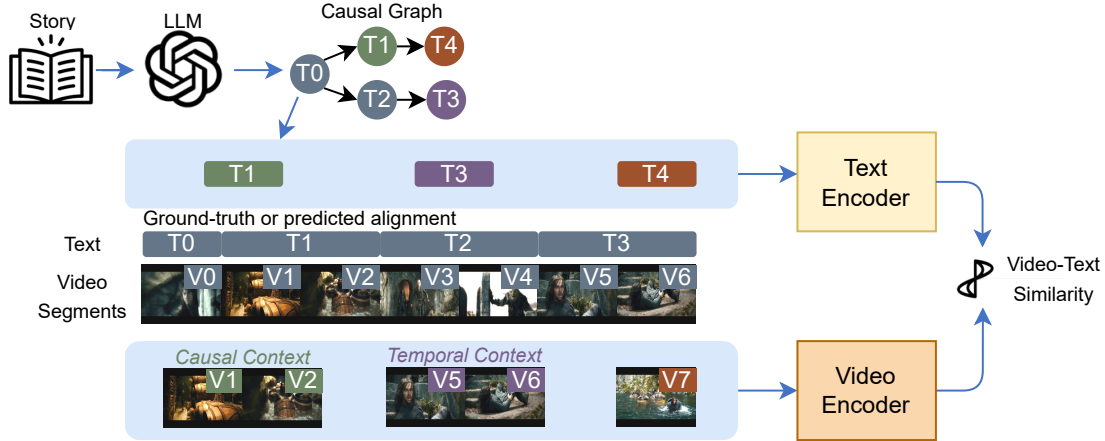 Story
LLM
Causal Graph
T0
T1
T4
T2
T3
T1
T3
T4
Text
Encoder
Ground-truth or predicted alignment
Text
T0
T1
T2
T3
Video
Segments
V0
V1
V2
V3
V4
V5
V6
Video-Text
Similarity
Causal Context
Temporal Context
V1
V2
V5
V6
V7
Video
Encoder